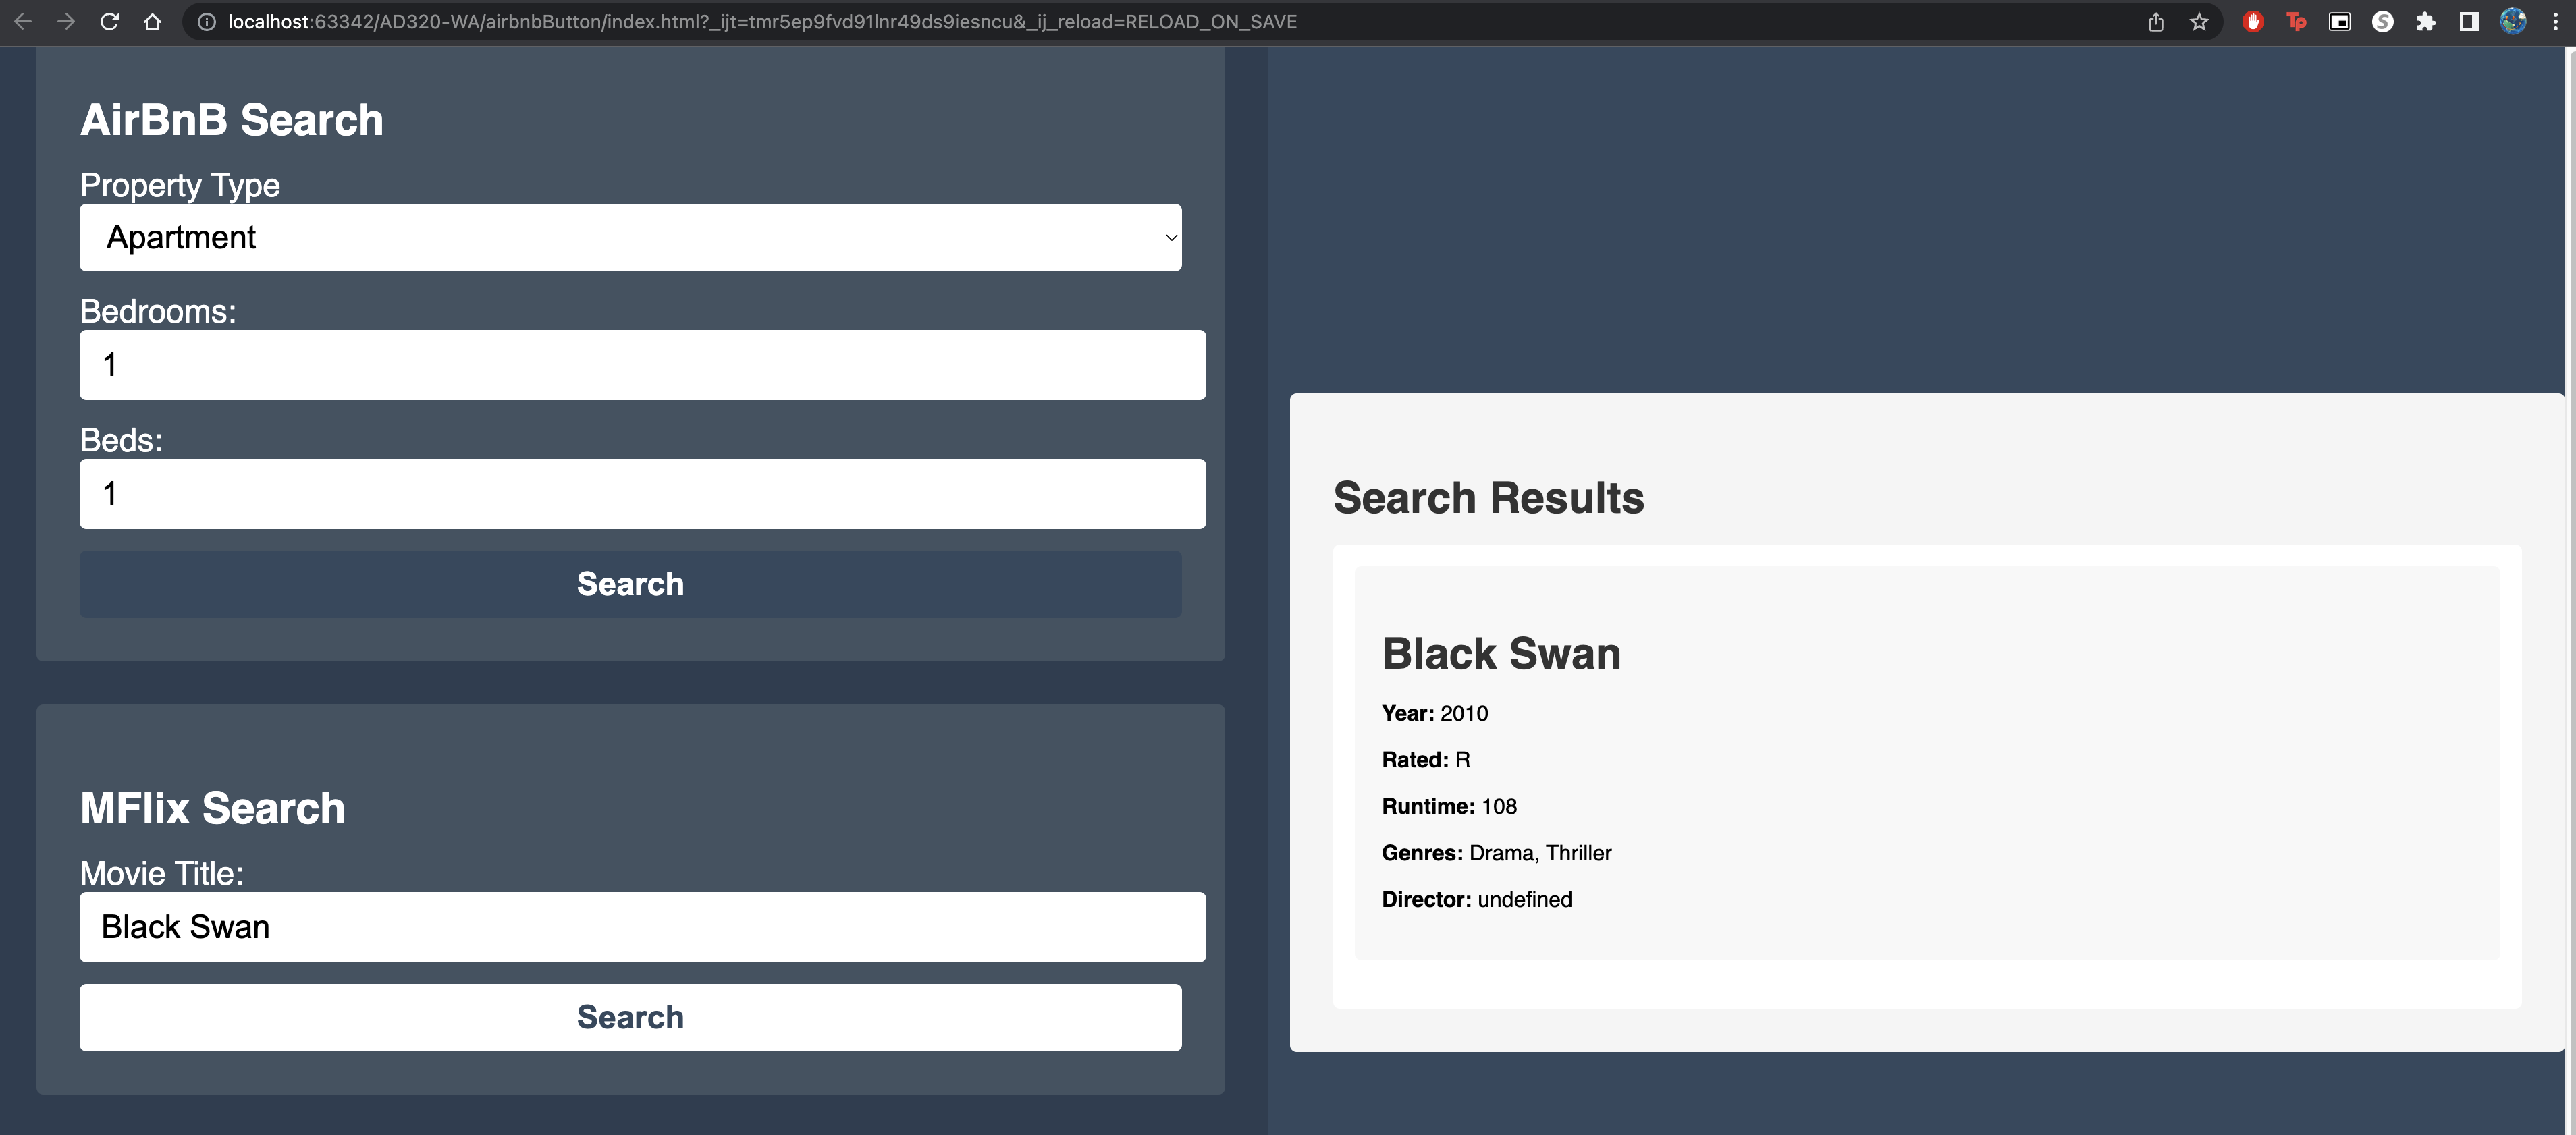 localhost:63342/AD320-WA/airbnbButton/index.html?_ijt=tmr5ep9fvd91lnr49ds9iesncu&_ij_reload=RELOAD_ON_SAVE
Tp
S
AirBnB Search
Property Type
Apartment
Bedrooms:
1
Beds:
1
Search
MFlix Search
Movie Title:
Black Swan
Search
Search Results
Black Swan
Year: 2010
Rated: R
Runtime: 108
Genres: Drama, Thriller
Director: undefined